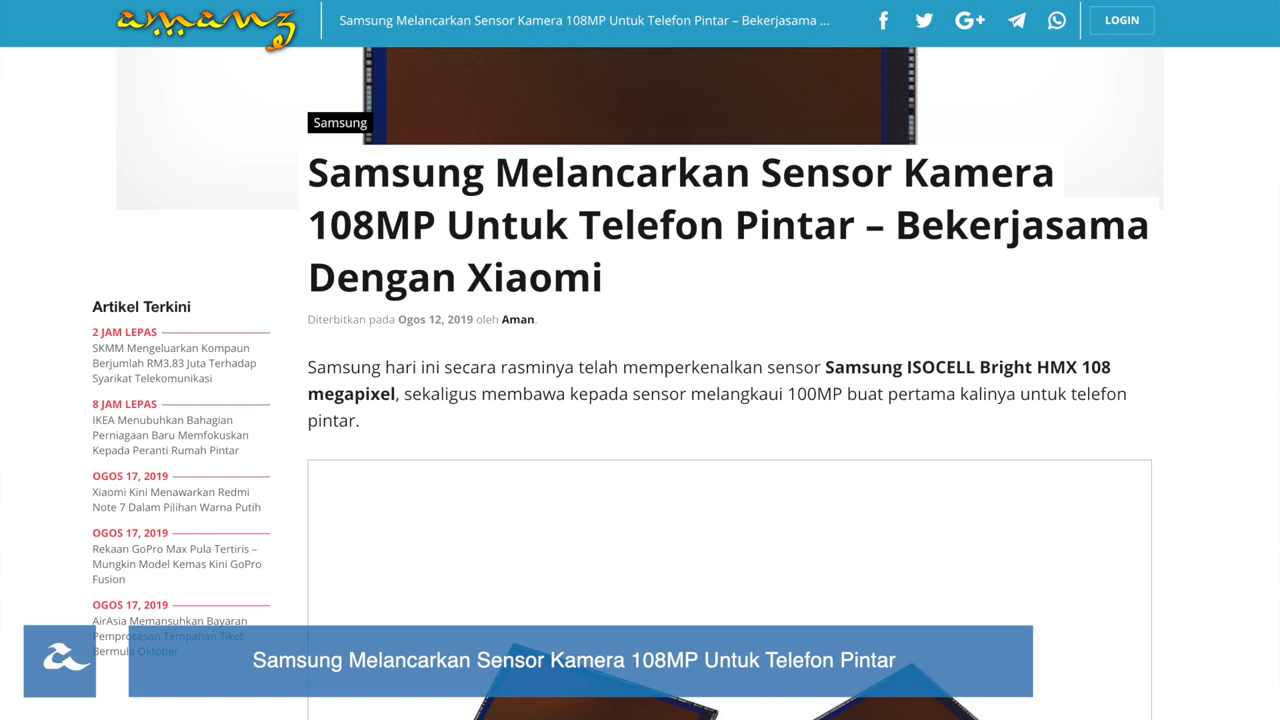 amanz
Samsung Melancarkan Sensor Kamera 108MP Untuk Telefon Pintar – Bekerjasama ...
LOGIN
Samsung
Samsung Melancarkan Sensor Kamera
108MP Untuk Telefon Pintar – Bekerjasama
Dengan Xiaomi
Diterbitkan pada Ogos 12, 2019 oleh Aman.
Samsung hari ini secara rasminya telah memperkenalkan sensor Samsung ISOCELL Bright HMX 108
megapixel, sekaligus membawa kepada sensor melangkaui 100MP buat pertama kalinya untuk telefon
pintar.
Artikel Terkini
2 JAM LEPAS
SKMM Mengeluarkan Kompaun
Berjumlah RM3.83 Juta Terhadap
Syarikat Telekomunikasi
8 JAM LEPAS
IKEA Menubuhkan Bahagian
Perniagaan Baru Memfokuskan
Kepada Peranti Rumah Pintar
OGOS 17, 2019
Xiaomi Kini Menawarkan Redmi
Note 7 Dalam Pilihan Warna Putih
OGOS 17, 2019
Rekaan GoPro Max Pula Tertiris –
Mungkin Model Kemas Kini GoPro
Fusion
OGOS 17, 2019
AirAsia Memansuhkan Bayaran
Pemprosesan Tempahan Tiket
Bermula Oktober
Samsung Melancarkan Sensor Kamera 108MP Untuk Telefon Pintar